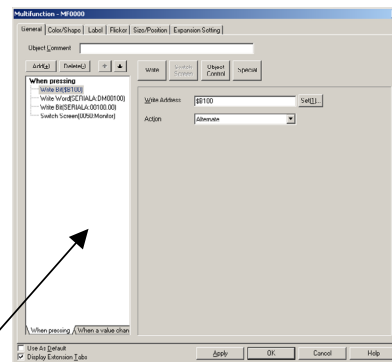 Multifunction - MF0000
General Color/Shape Label Flicker Size/Position Expansion Setting
Object Comment
Add(+) Delete(-)
Write Switch Screen Object Control Special
When pressing
Write Bit($B100)
Write Word(SERIALA:DM00100)
Write Bit(SERIALA:00100.00)
Switch Screen(0050:Monitor)
Write Address $B100 Set(1)...
Action Alternate
When pressing When a value chan
Use As Default
Display Extension Tabs
Apply OK Cancel Help